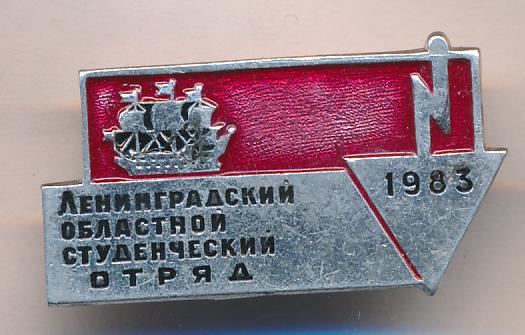 ЛЕНИНГРАДСКИЙ
ОБЛАСТНОЙ
СТУДЕНЧЕСКИЙ
ОТРЯД
1983